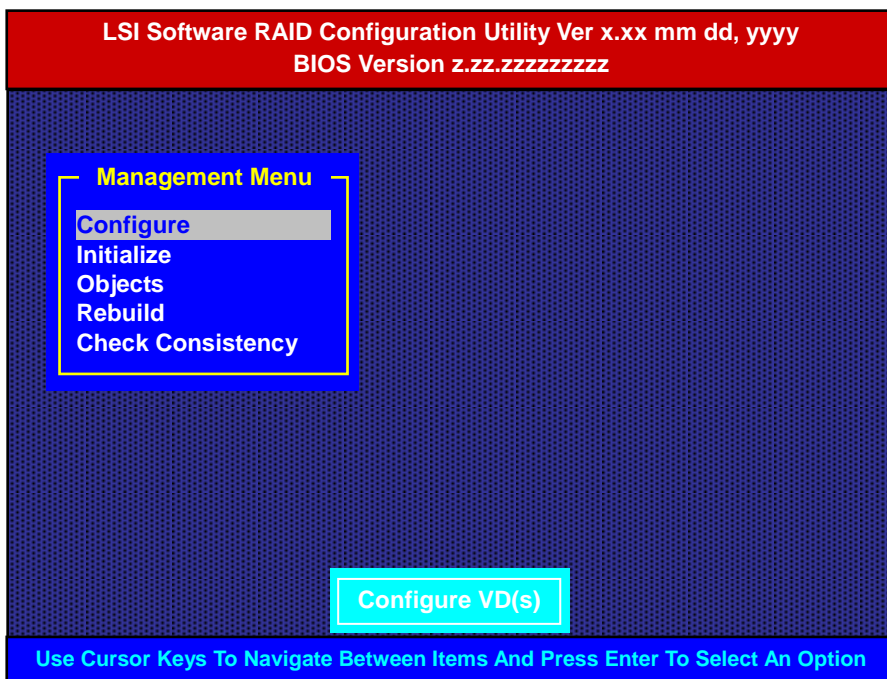 LSI Software RAID Configuration Utility Ver x.xx mm dd, yyyy
BIOS Version z.zz.zzzzzzzzz
Management Menu
Configure
Initialize
Objects
Rebuild
Check Consistency
Configure VD(s)
Use Cursor Keys To Navigate Between Items And Press Enter To Select An Option